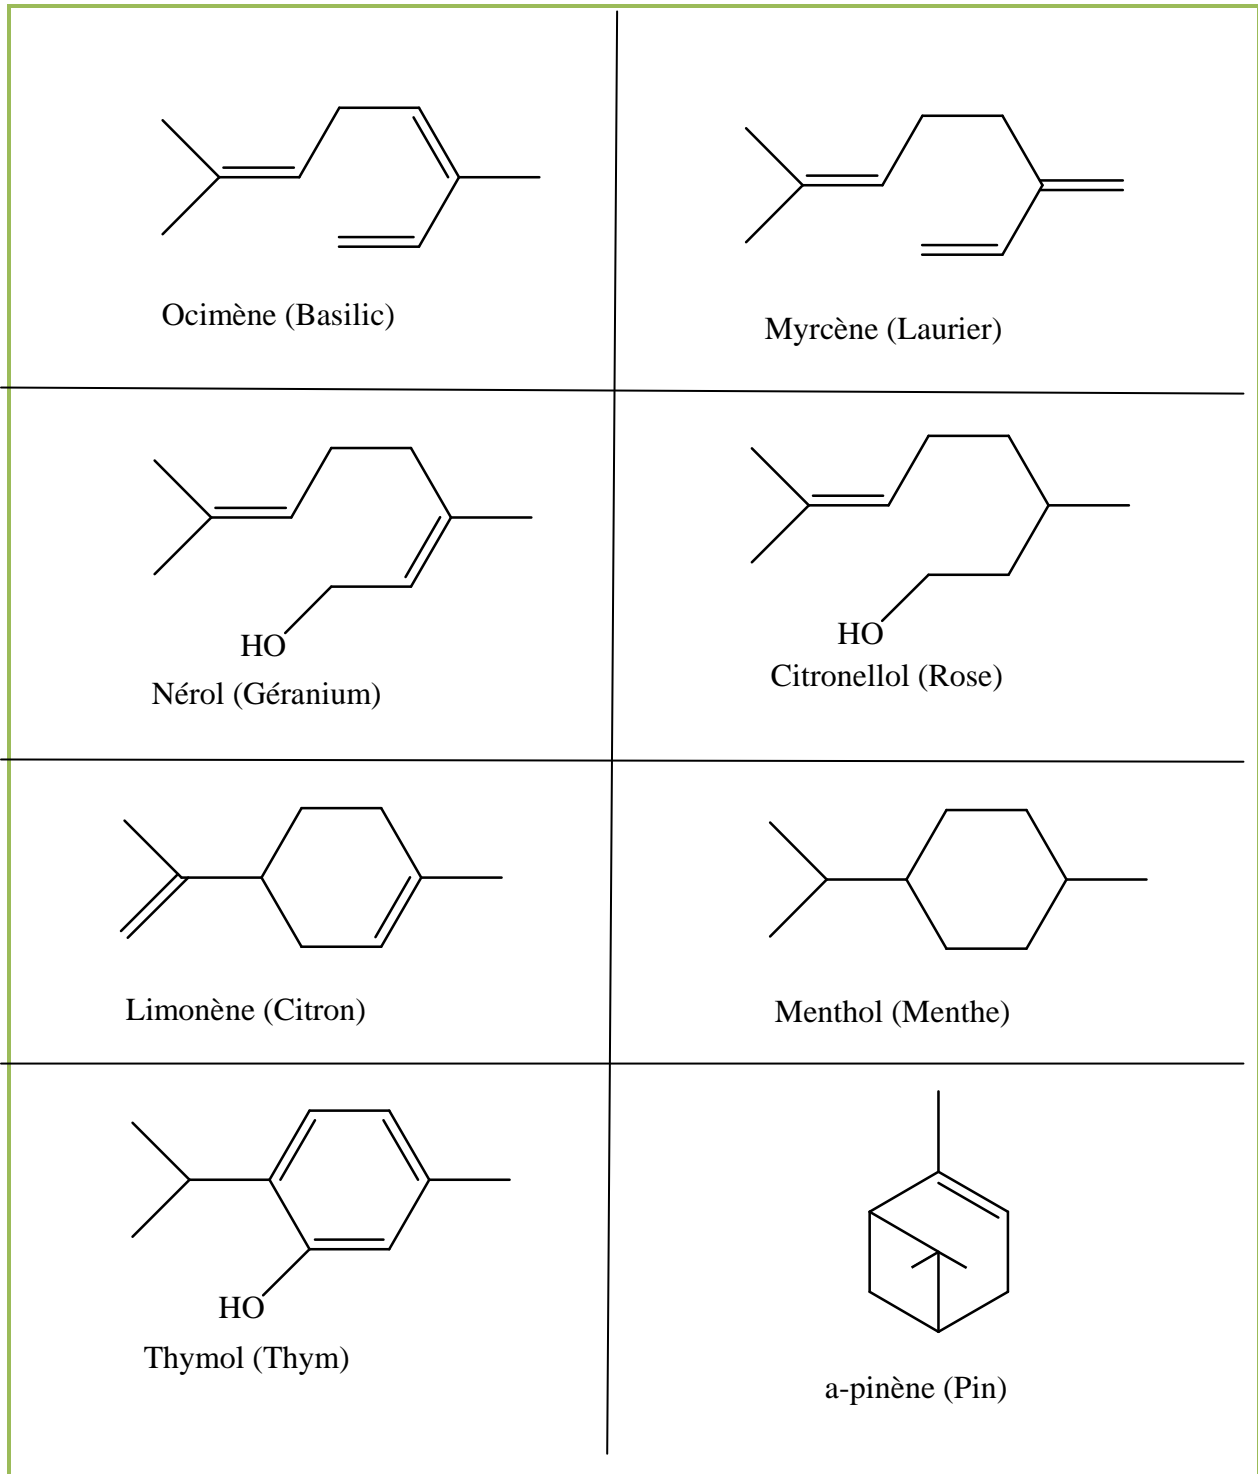 Ocimène (Basilic)
Myrcène (Laurier)
HO
Nérol (Géranium)
HO
Citronellol (Rose)
Limonène (Citron)
Menthol (Menthe)
HO
Thymol (Thym)
a-pinène (Pin)